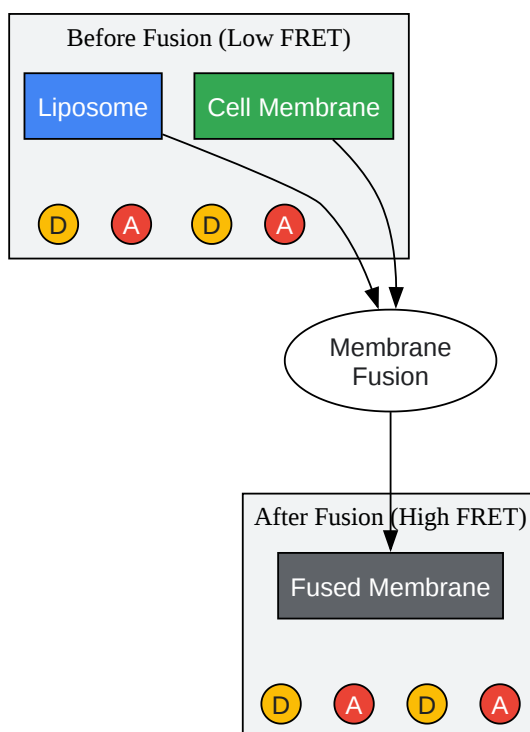 Before Fusion (Low FRET)
Liposome
Cell Membrane
D
A
D
A
Membrane
Fusion
After Fusion (High FRET)
Fused Membrane
D
A
D
A